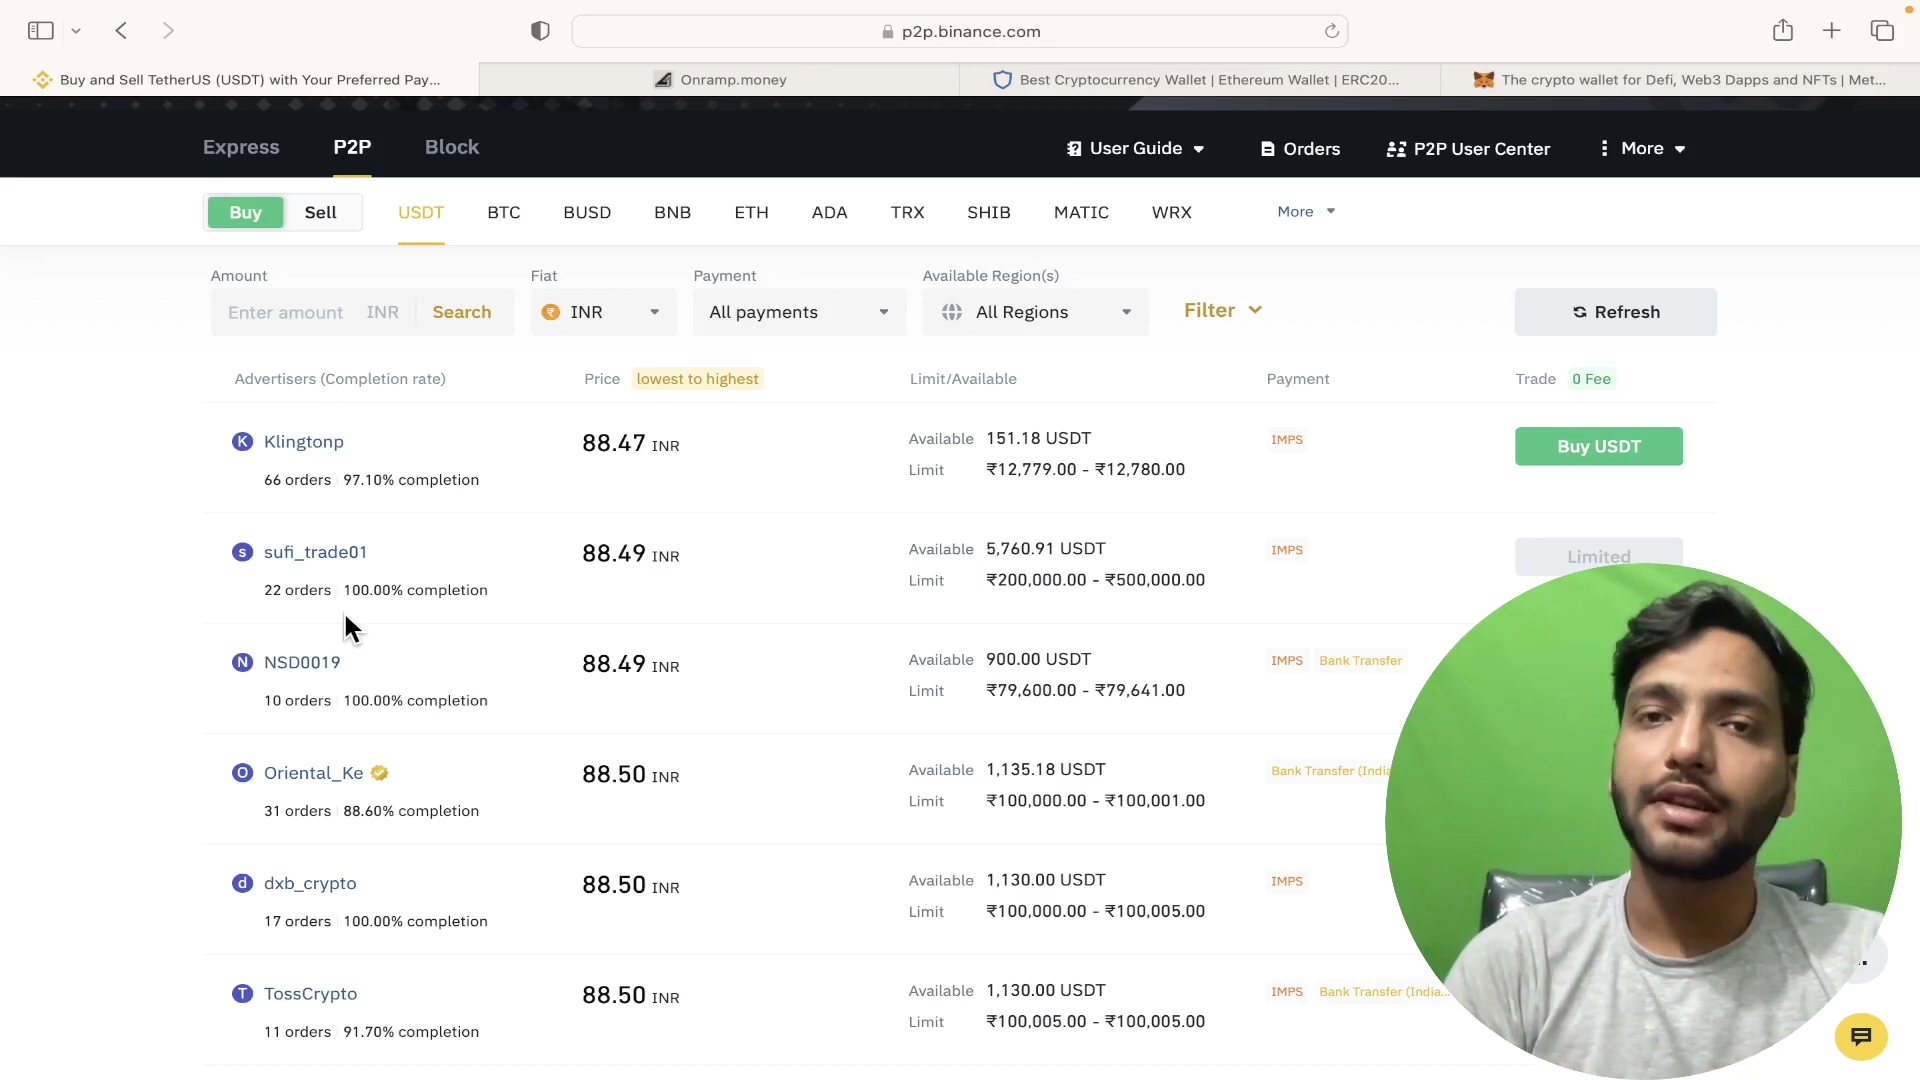 p2p.binance.com
Buy and Sell TetherUS (USDT) with Your Preferred Pay...
Onramp.money
Best Cryptocurrency Wallet | Ethereum Wallet | ERC20...
The crypto wallet for Defi, Web3 Dapps and NFTs | Met...
Express P2P Block User Guide Orders P2P User Center More
Buy Sell USDT BTC BUSD BNB ETH ADA TRX SHIB MATIC WRX More
Amount Fiat Payment Available Region(s)
Enter amount INR Search ₹ INR All payments All Regions Filter Refresh
Advertisers (Completion rate) Price lowest to highest Limit/Available Payment Trade 0 Fee
K Klingtonp 88.47 INR Available 151.18 USDT IMPS Buy USDT
66 orders 97.10% completion Limit ₹12,779.00 - ₹12,780.00
s sufi_trade01 88.49 INR Available 5,760.91 USDT IMPS Limited
22 orders 100.00% completion Limit ₹200,000.00 - ₹500,000.00
N NSD0019 88.49 INR Available 900.00 USDT IMPS Bank Transfer
10 orders 100.00% completion Limit ₹79,600.00 - ₹79,641.00
O Oriental_Ke 88.50 INR Available 1,135.18 USDT Bank Transfer (India
31 orders 88.60% completion Limit ₹100,000.00 - ₹100,001.00
d dxb_crypto 88.50 INR Available 1,130.00 USDT IMPS
17 orders 100.00% completion Limit ₹100,000.00 - ₹100,005.00
T TossCrypto 88.50 INR Available 1,130.00 USDT IMPS Bank Transfer (India...
11 orders 91.70% completion Limit ₹100,005.00 - ₹100,005.00